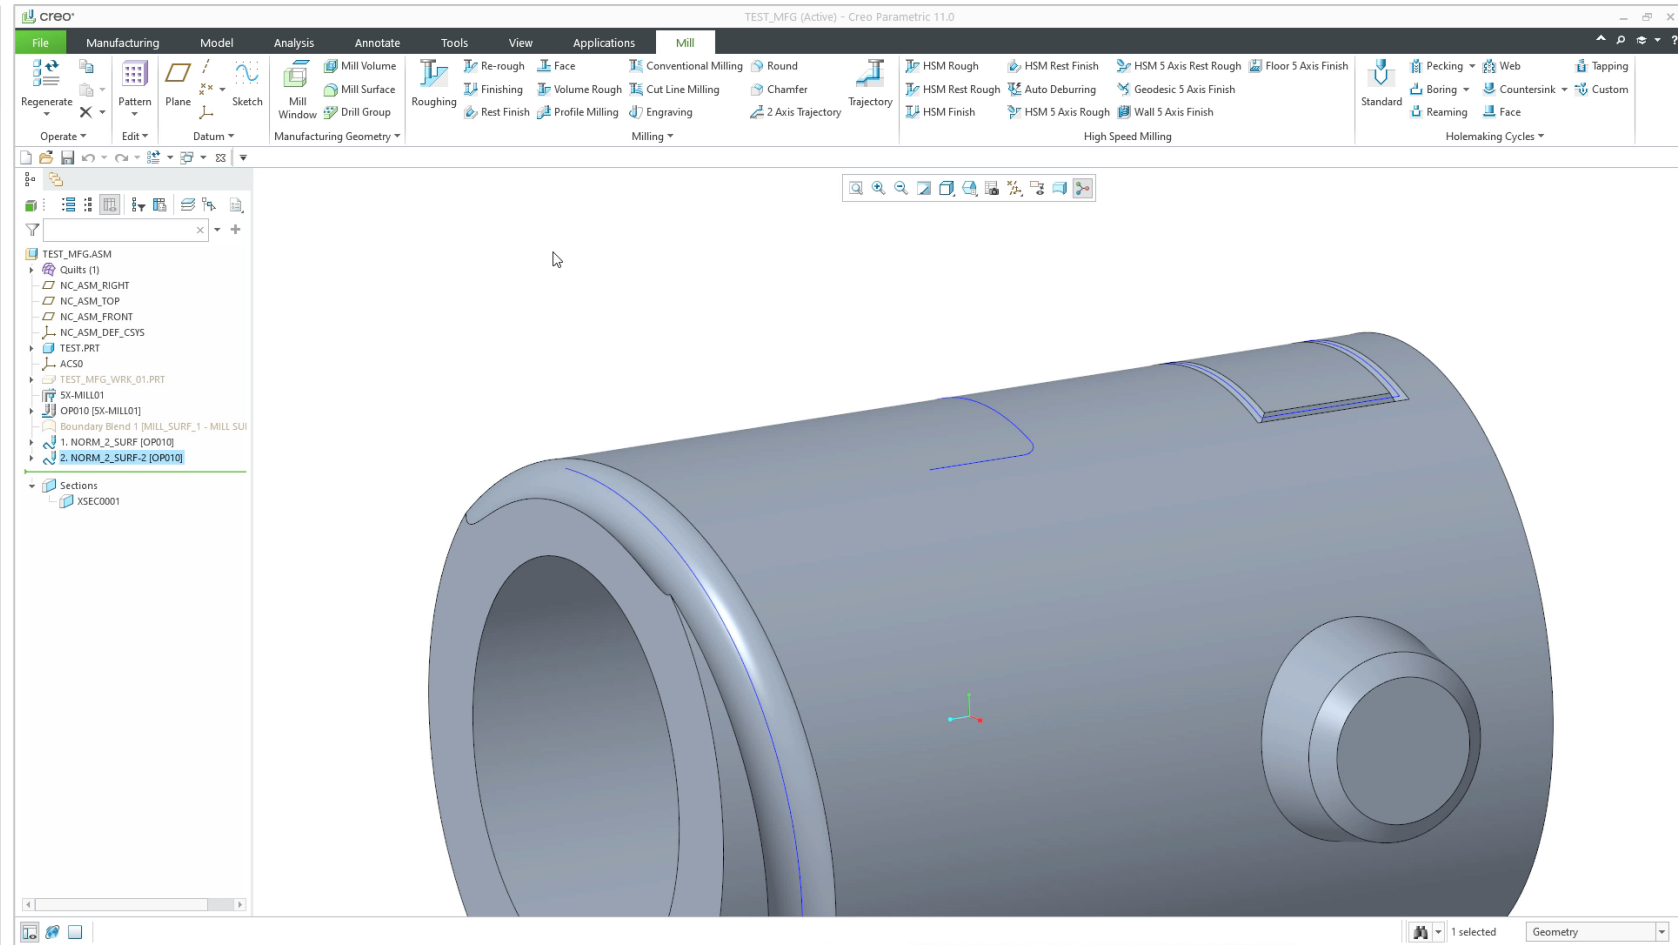 creo
TEST_MFG (Active) - Creo Parametric 11.0
File Manufacturing Model Analysis Annotate Tools View Applications Mill
Regenerate
Operate
Pattern
Edit
Plane
Sketch
Datum
Mill
Window
Mill Volume
Mill Surface
Drill Group
Manufacturing Geometry
Roughing
Re-rough
Finishing
Rest Finish
Face
Volume Rough
Profile Milling
Conventional Milling
Cut Line Milling
Engraving
Round
Chamfer
2 Axis Trajectory
Trajectory
Milling
HSM Rough
HSM Rest Rough
HSM Finish
HSM Rest Finish
Auto Deburring
HSM 5 Axis Rough
HSM 5 Axis Rest Rough
Geodesic 5 Axis Finish
Wall 5 Axis Finish
Floor 5 Axis Finish
High Speed Milling
Standard
Pecking
Boring
Reaming
Web
Countersink
Face
Tapping
Custom
Holemaking Cycles
TEST_MFG.ASM
Quilts (1)
NC_ASM_RIGHT
NC_ASM_TOP
NC_ASM_FRONT
NC_ASM_DEF_CSYS
TEST.PRT
ACS0
TEST_MFG_WRK_01.PRT
5X-MILL01
OP010 [5X-MILL01]
Boundary Blend 1 [MILL_SURF_1 - MILL SU
1. NORM_2_SURF [OP010]
2. NORM_2_SURF-2 [OP010]
Sections
XSEC0001
1 selected
Geometry